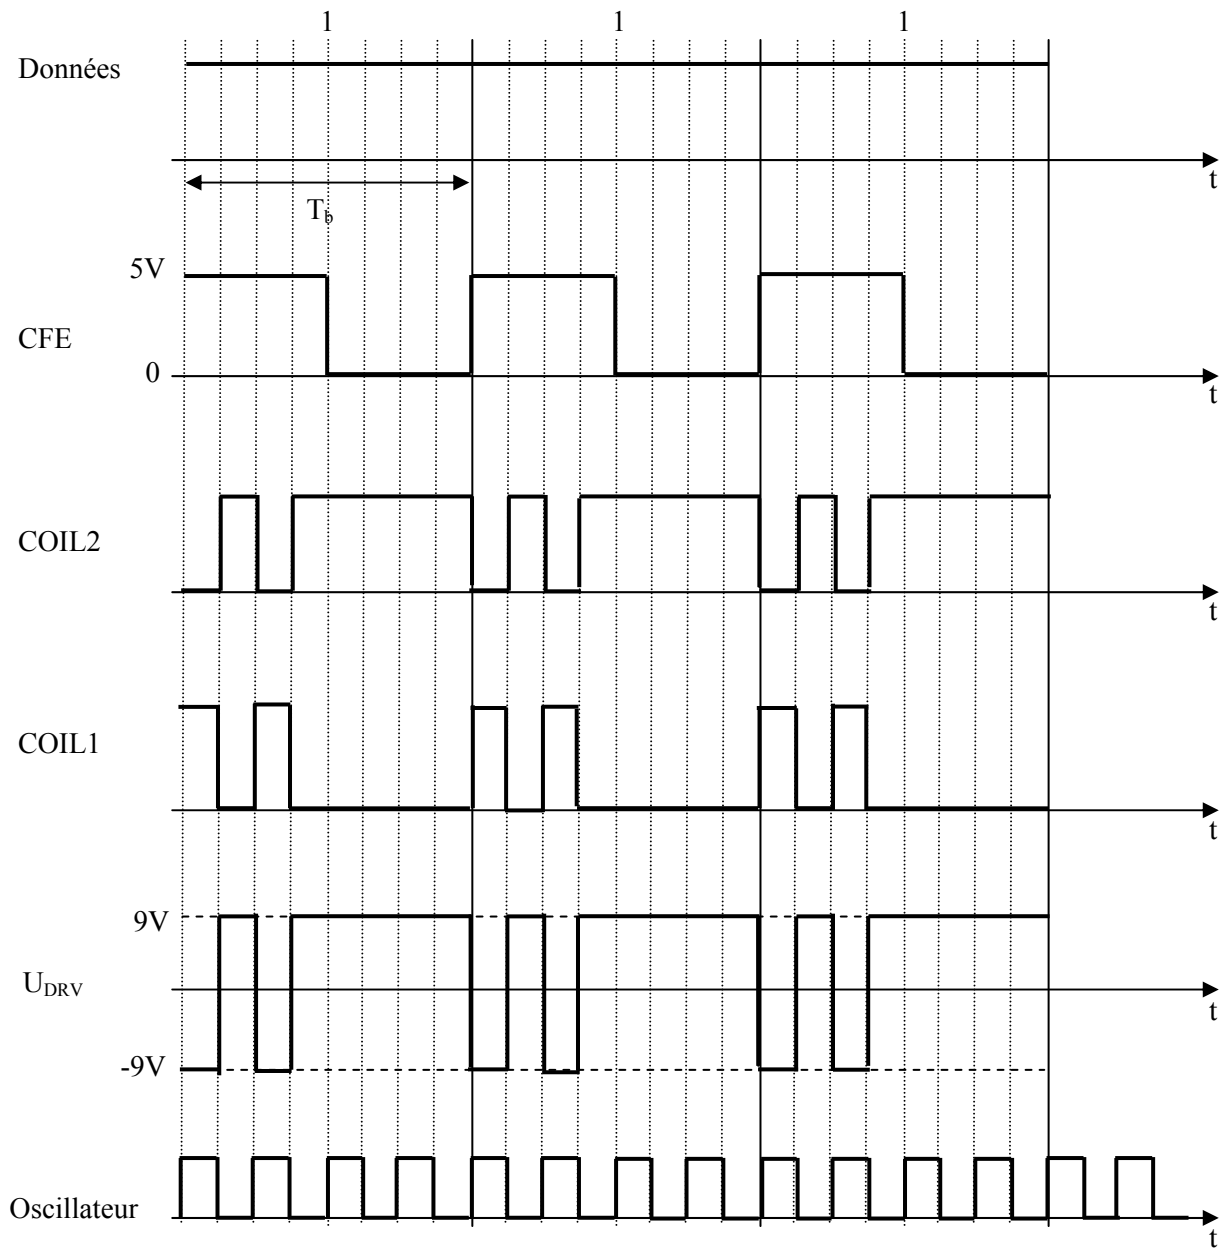 1 1 1
Données
t
T_b
5V
CFE
0
t
COIL2
t
COIL1
t
9V
U_DRV
t
-9V
Oscillateur
t